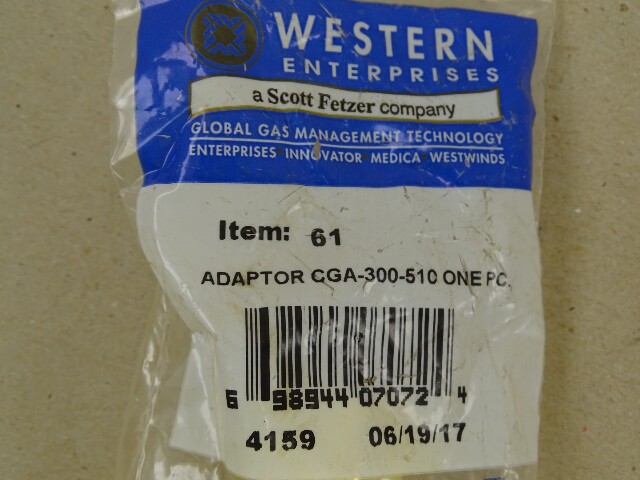 WESTERN
ENTERPRISES
a Scott Fetzer company
GLOBAL GAS MANAGEMENT TECHNOLOGY
ENTERPRISES INNOVATOR MEDICA WESTWINDS
Item: 61
ADAPTOR CGA-300-510 ONE PC.
6 98944 07072 4
4159 06/19/17